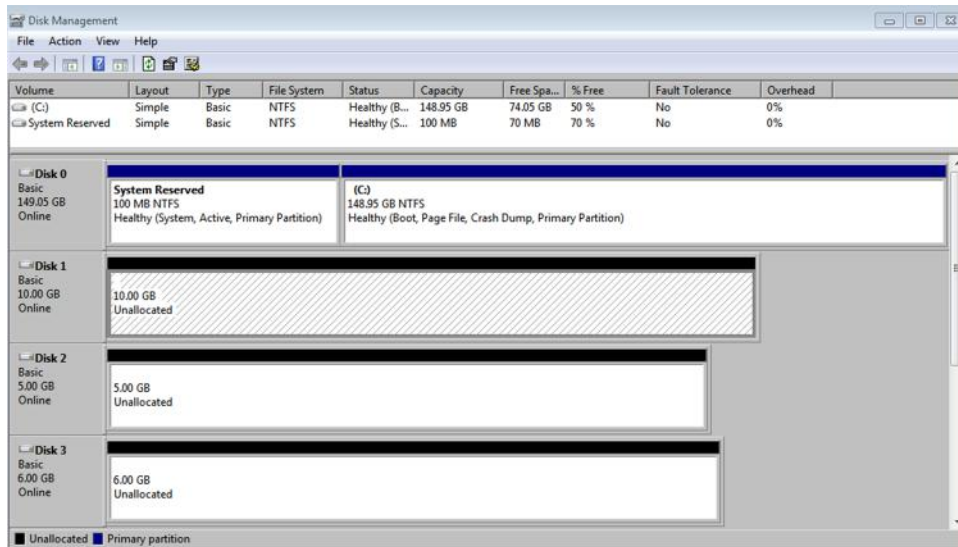 Disk Management
File Action View Help
Volume Layout Type File System Status Capacity Free Spa... % Free Fault Tolerance Overhead
(C:) Simple Basic NTFS Healthy (B... 148.95 GB 74.05 GB 50 % No 0%
System Reserved Simple Basic NTFS Healthy (S... 100 MB 70 MB 70 % No 0%
Disk 0
Basic
149.05 GB
Online
System Reserved
100 MB NTFS
Healthy (System, Active, Primary Partition)
(C:)
148.95 GB NTFS
Healthy (Boot, Page File, Crash Dump, Primary Partition)
Disk 1
Basic
10.00 GB
Online
10.00 GB
Unallocated
Disk 2
Basic
5.00 GB
Online
5.00 GB
Unallocated
Disk 3
Basic
6.00 GB
Online
6.00 GB
Unallocated
Unallocated Primary partition